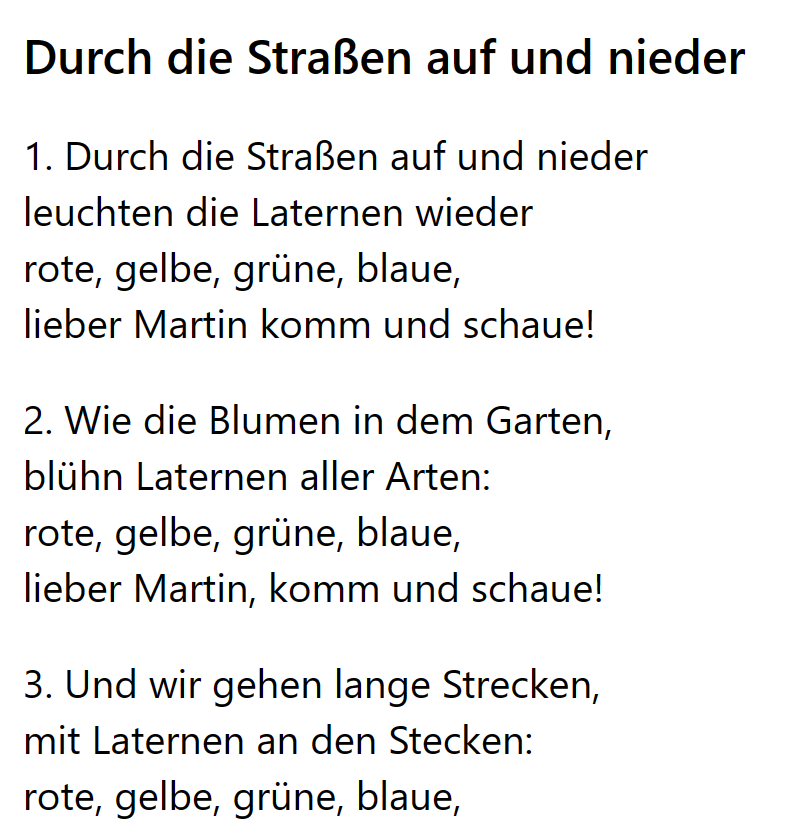 Durch die Straßen auf und nieder
1. Durch die Straßen auf und nieder
leuchten die Laternen wieder
rote, gelbe, grüne, blaue,
lieber Martin komm und schaue!
2. Wie die Blumen in dem Garten,
blühn Laternen aller Arten:
rote, gelbe, grüne, blaue,
lieber Martin, komm und schaue!
3. Und wir gehen lange Strecken,
mit Laternen an den Stecken:
rote, gelbe, grüne, blaue,